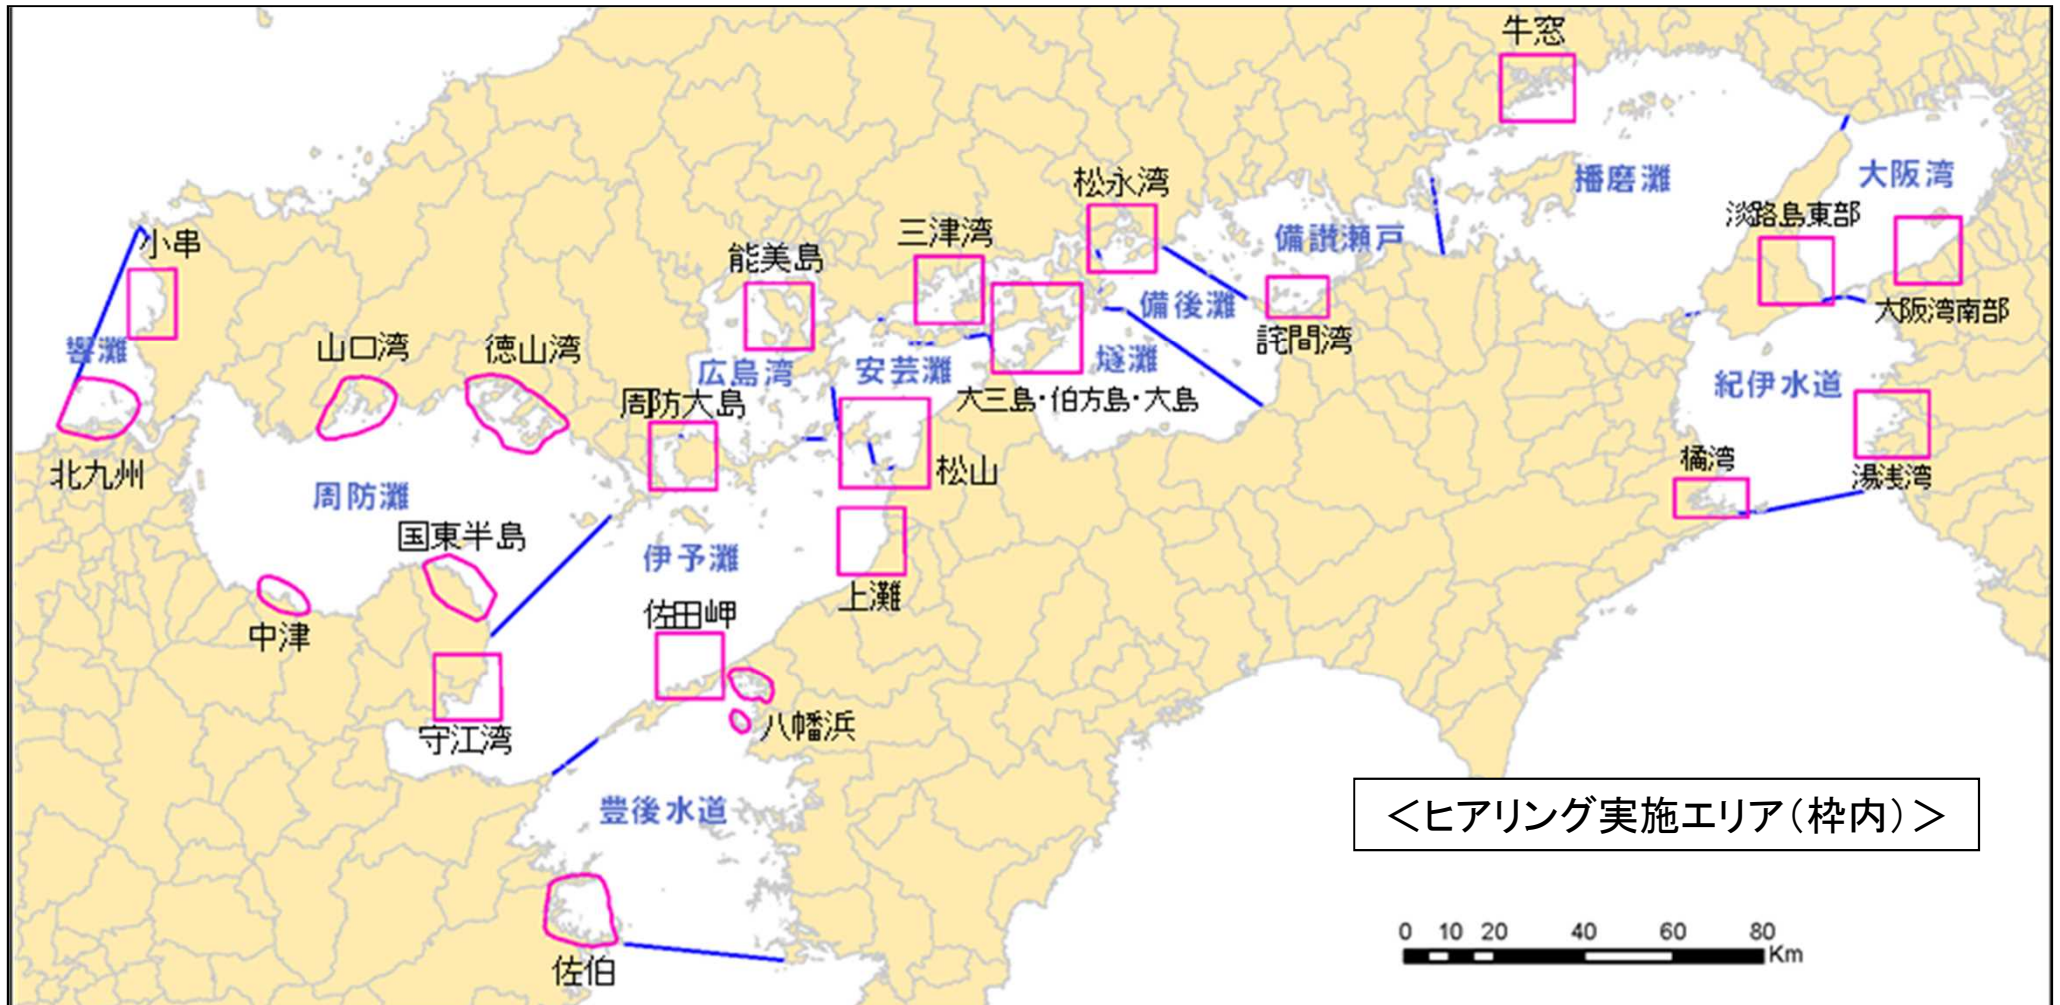 牛窓
播磨灘
大阪湾
松永湾
淡路島東部
三津湾
備讃瀬戸
小串
能美島
備後灘
大阪湾南部
響灘
山口湾
徳山湾
広島湾
安芸灘
燧灘
詫間湾
紀伊水道
周防大島
大三島・伯方島・大島
北九州
松山
橘湾
湯浅湾
周防灘
国東半島
伊予灘
上灘
佐田岬
中津
守江湾
八幡浜
豊後水道
＜ヒアリング実施エリア（枠内）＞
佐伯
0 10 20 40 60 80
Km